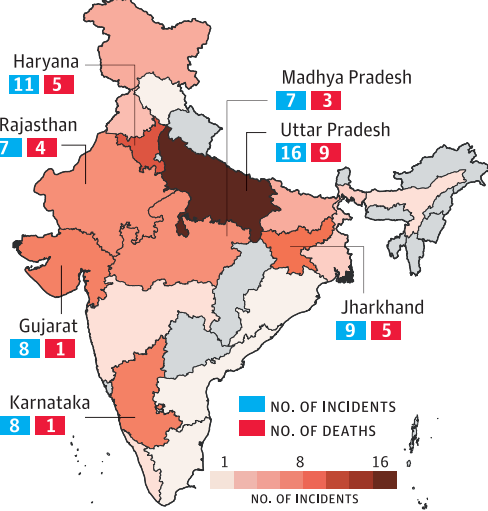 Haryana
11 5
Madhya Pradesh
7 3
Rajasthan
7 4
Uttar Pradesh
16 9
Gujarat
8 1
Jharkhand
9 5
Karnataka
8 1
NO. OF INCIDENTS
NO. OF DEATHS
1 8 16
NO. OF INCIDENTS